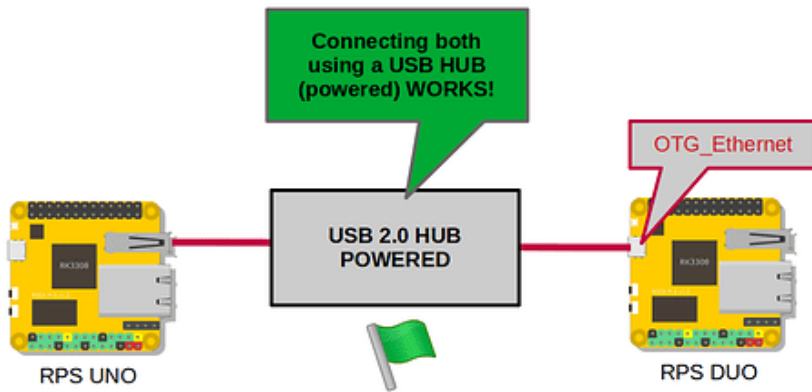 Connecting both
using a USB HUB
(powered) WORKS!
OTG_Ethernet
USB 2.0 HUB
POWERED
RK3308
RK3308
RPS UNO
RPS DUO